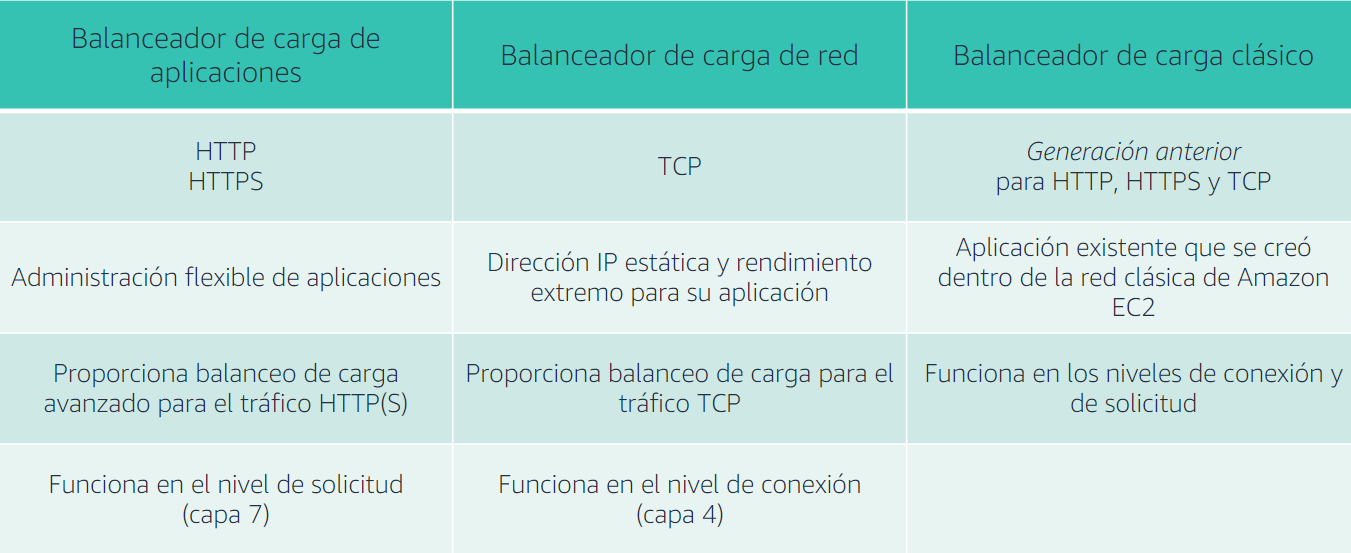 Balanceador de carga de
aplicaciones
Balanceador de carga de red
Balanceador de carga clásico
HTTP
HTTPS
TCP
Generación anterior
para HTTP, HTTPS y TCP
Administración flexible de aplicaciones
Dirección IP estática y rendimiento
extremo para su aplicación
Aplicación existente que se creó
dentro de la red clásica de Amazon
EC2
Proporciona balanceo de carga
avanzado para el tráfico HTTP(S)
Proporciona balanceo de carga para el
tráfico TCP
Funciona en los niveles de conexión y
de solicitud
Funciona en el nivel de solicitud
(capa 7)
Funciona en el nivel de conexión
(capa 4)